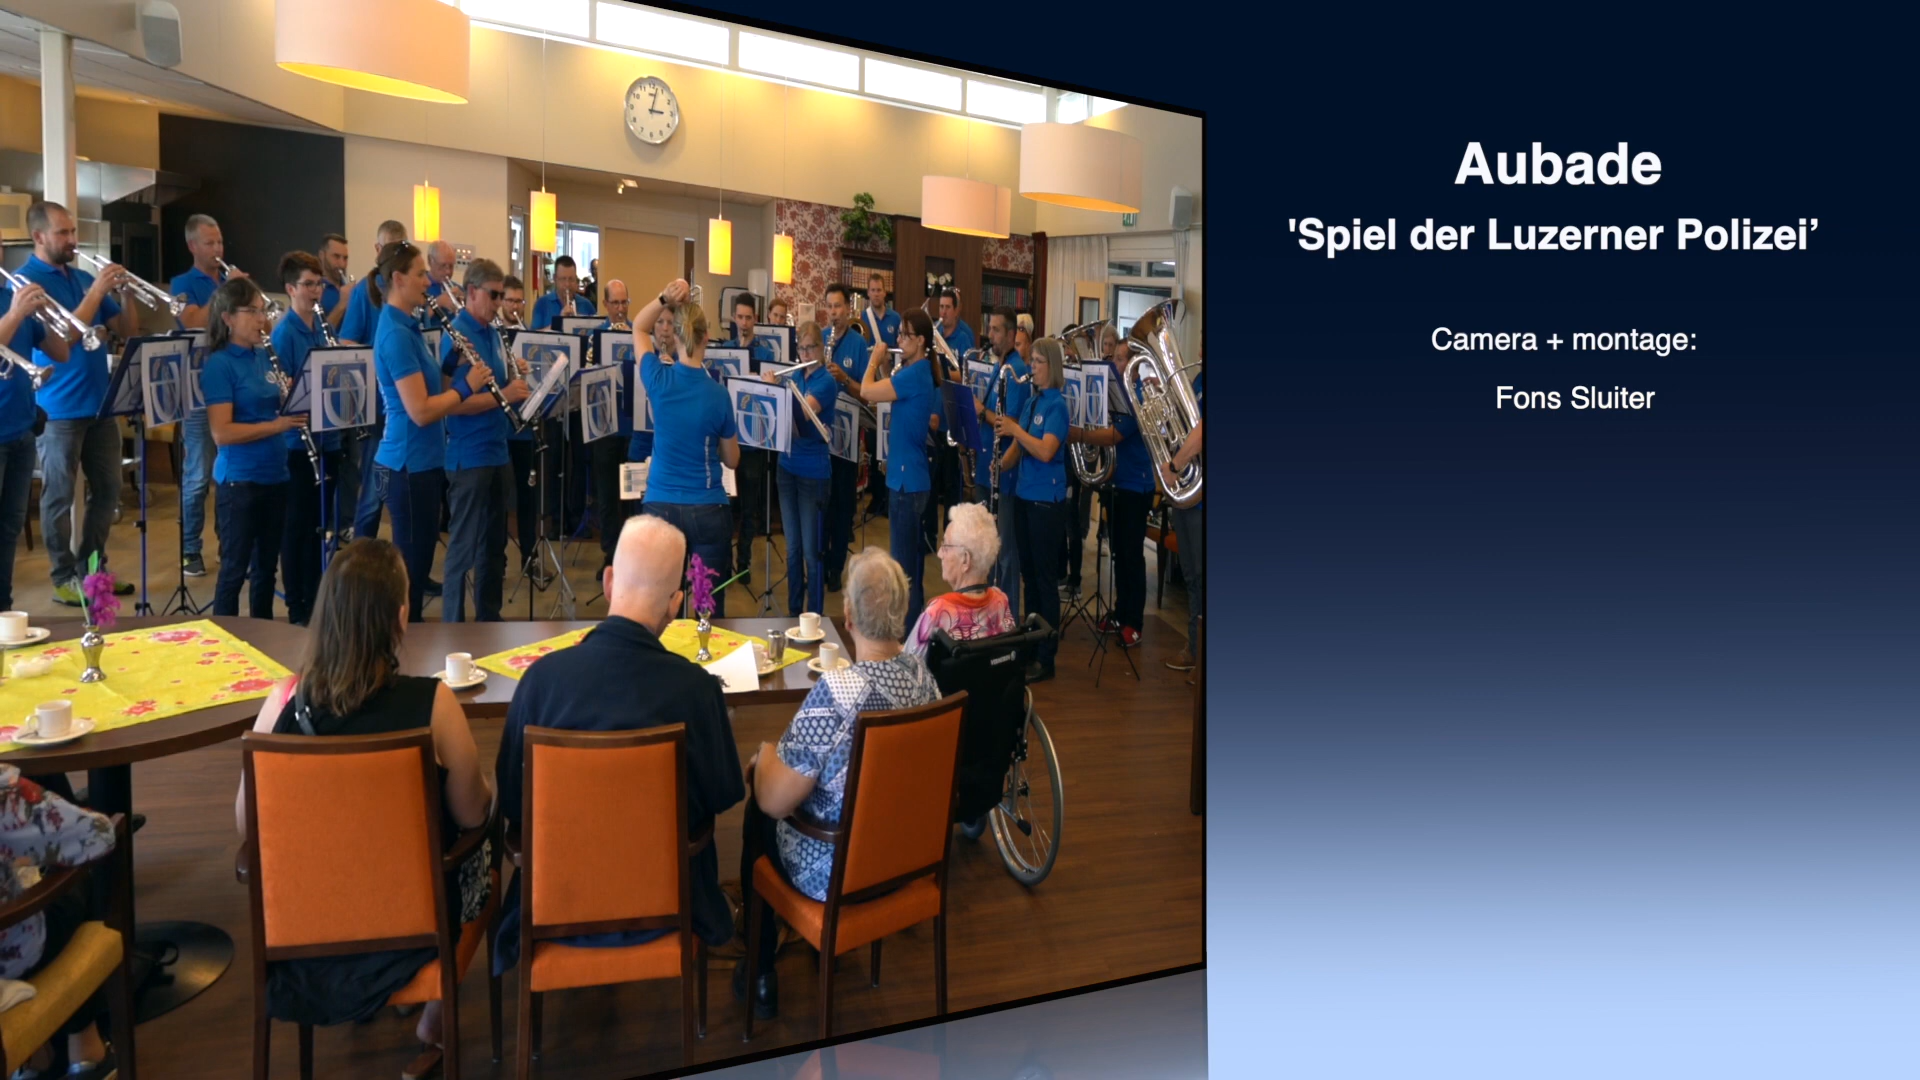 Aubade
'Spiel der Luzerner Polizei’
Camera + montage:
Fons Sluiter